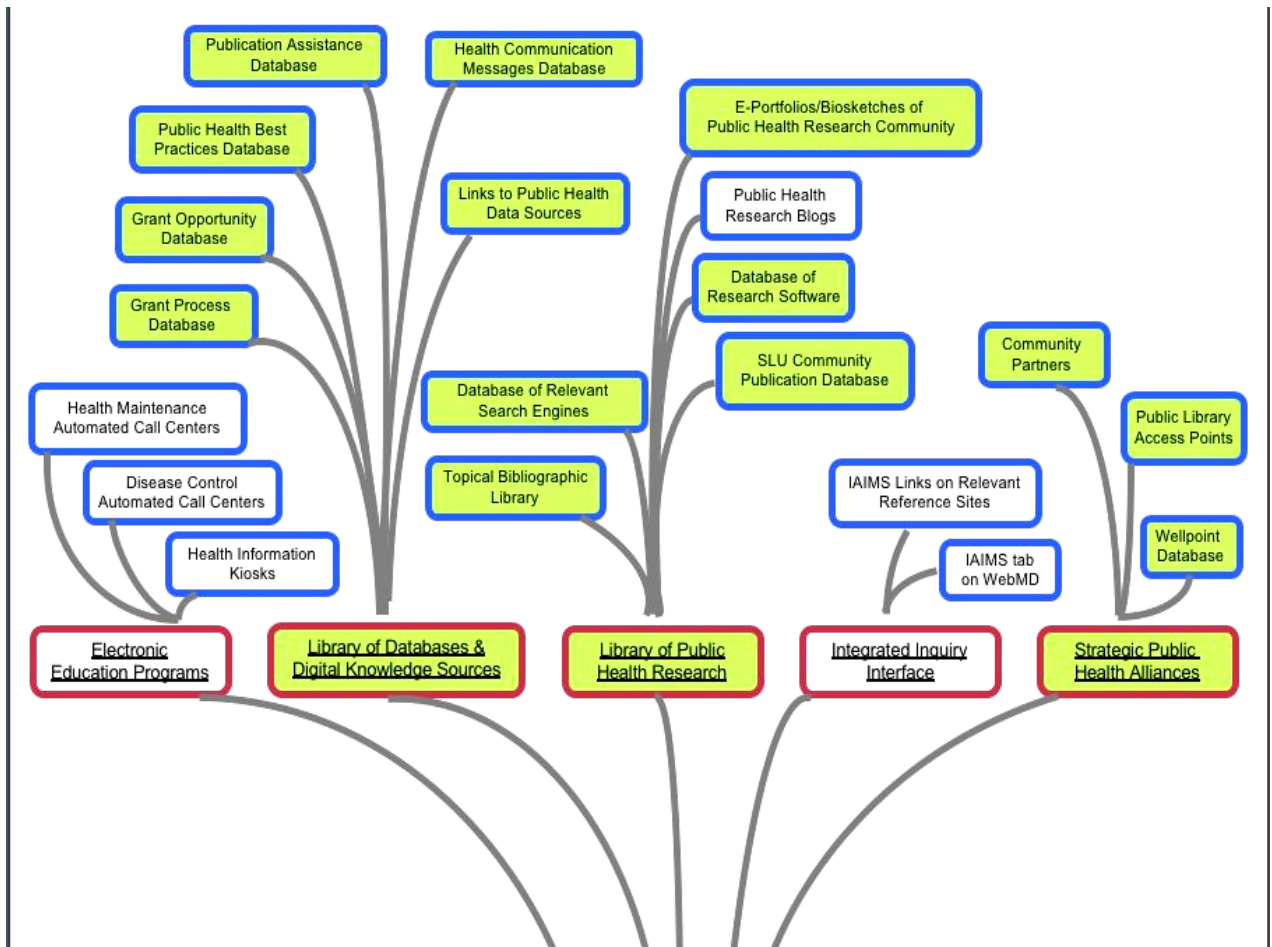 Publication Assistance
Database
Health Communication
Messages Database
Public Health Best
Practices Database
E-Portfolios/Biosketches of
Public Health Research Community
Grant Opportunity
Database
Links to Public Health
Data Sources
Public Health
Research Blogs
Grant Process
Database
Database of
Research Software
Health Maintenance
Automated Call Centers
Database of Relevant
Search Engines
SLU Community
Publication Database
Community
Partners
Public Library
Access Points
Disease Control
Automated Call Centers
Topical Bibliographic
Library
IAIMS Links on Relevant
Reference Sites
Health Information
Kiosks
IAIMS tab
on WebMD
Wellpoint
Database
Electronic
Education Programs
Library of Databases &
Digital Knowledge Sources
Library of Public
Health Research
Integrated Inquiry
Interface
Strategic Public
Health Alliances